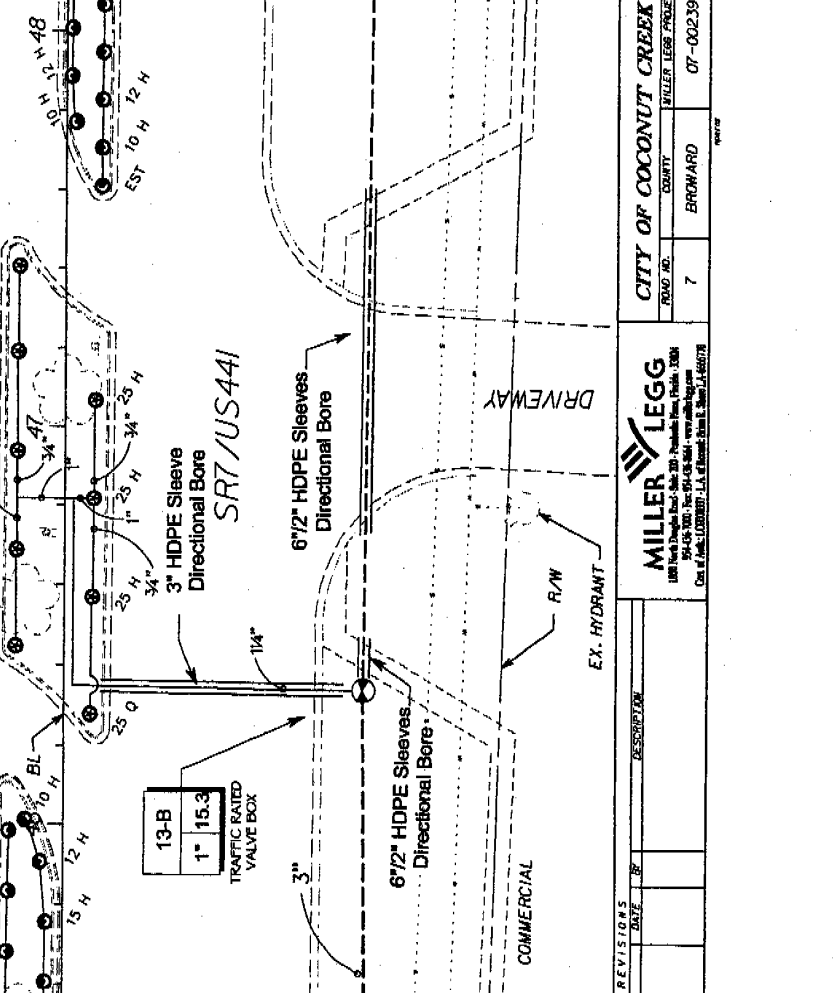 48
12 H
10 H
12 H
10 H
EST
47
3/4"
25 H
3/4"
25 H
1"
3/4"
25 H
25 Q
BL
SR7/US441
3" HDPE Sleeve
Directional Bore
1 1/4"
6"/2" HDPE Sleeves
Directional Bore
DRIVEWAY
13-B
1" 15.3
TRAFFIC RATED
VALVE BOX
10 H
12 H
15 H
3"
6"/2" HDPE Sleeves
Directional Bore
R/W
EX. HYDRANT
COMMERCIAL
CITY OF COCONUT CREEK
ROAD NO.
COUNTY
MILLER LEGG PROJE
7
BROWARD
07-00239
MILLER LEGG
REVISIONS
DATE
BY
DESCRIPTION